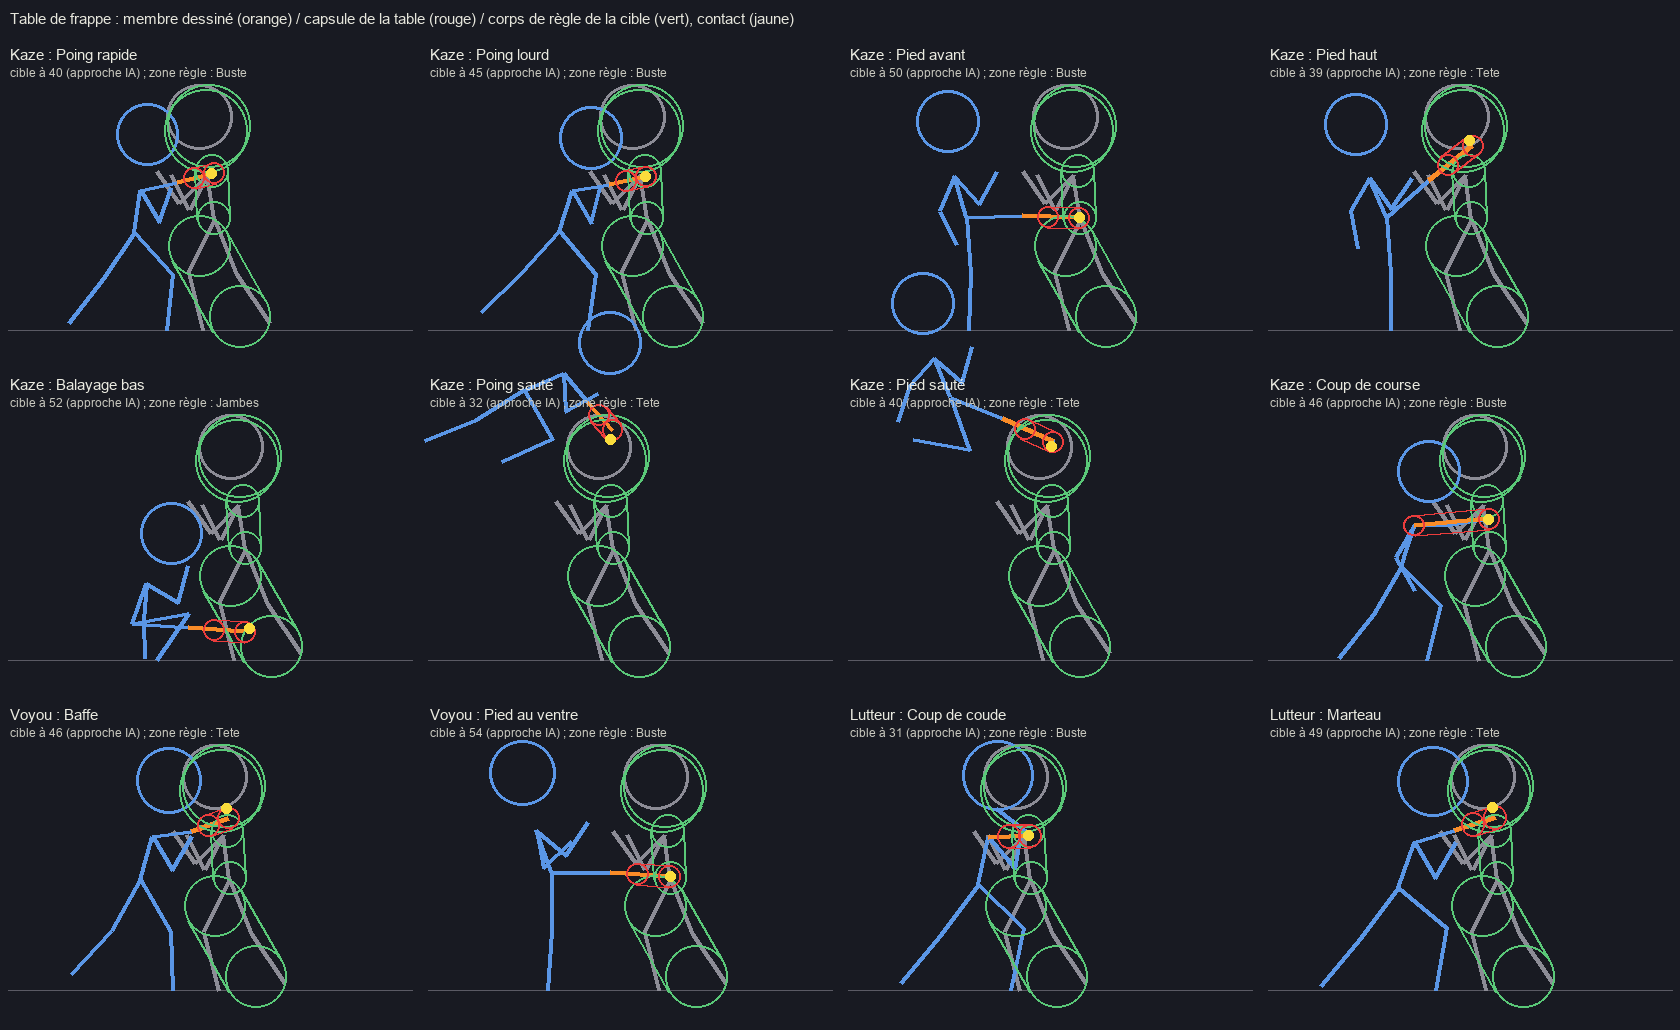 Table de frappe : membre dessiné (orange) / capsule de la table (rouge) / corps de règle de la cible (vert), contact (jaune)
Kaze : Poing rapide
cible à 40 (approche IA) ; zone règle : Buste
Kaze : Poing lourd
cible à 45 (approche IA) ; zone règle : Buste
Kaze : Pied avant
cible à 50 (approche IA) ; zone règle : Buste
Kaze : Pied haut
cible à 39 (approche IA) ; zone règle : Tete
Kaze : Balayage bas
cible à 52 (approche IA) ; zone règle : Jambes
Kaze : Poing sauté
cible à 32 (approche IA) ; zone règle : Tete
Kaze : Pied sauté
cible à 40 (approche IA) ; zone règle : Tete
Kaze : Coup de course
cible à 46 (approche IA) ; zone règle : Buste
Voyou : Baffe
cible à 46 (approche IA) ; zone règle : Tete
Voyou : Pied au ventre
cible à 54 (approche IA) ; zone règle : Buste
Lutteur : Coup de coude
cible à 31 (approche IA) ; zone règle : Buste
Lutteur : Marteau
cible à 49 (approche IA) ; zone règle : Tete